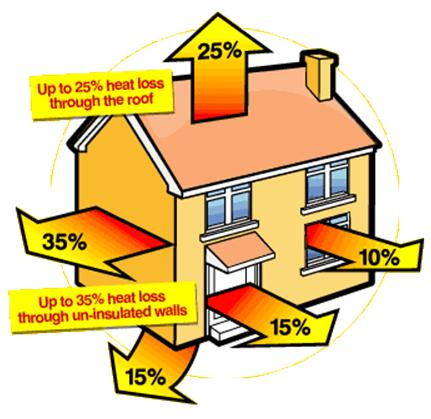 25%
Up to 25% heat loss
through the roof
35%
10%
Up to 35% heat loss
through un-insulated walls
15%
15%